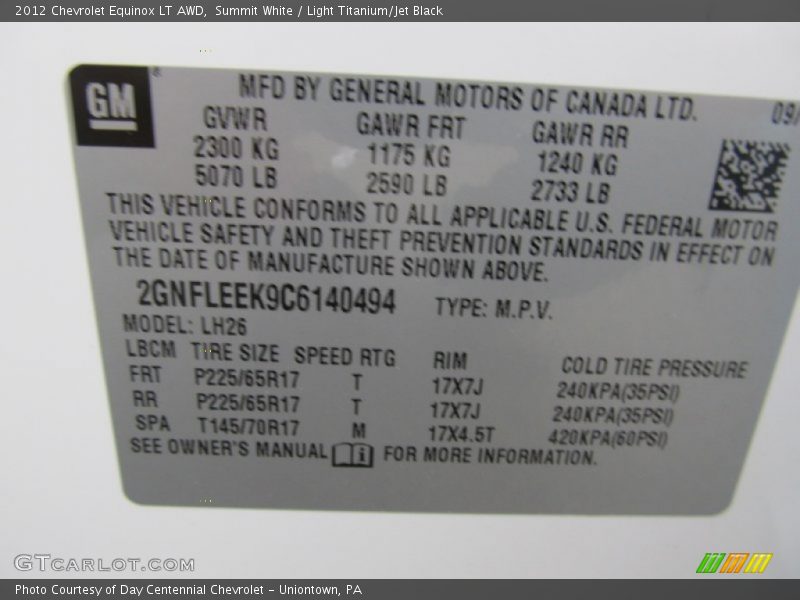 2012 Chevrolet Equinox LT AWD, Summit White / Light Titanium/Jet Black
GM
MFD BY GENERAL MOTORS OF CANADA LTD.
09/
GVWR GAWR FRT GAWR RR
2300 KG 1175 KG 1240 KG
5070 LB 2590 LB 2733 LB
THIS VEHICLE CONFORMS TO ALL APPLICABLE U.S. FEDERAL MOTOR
VEHICLE SAFETY AND THEFT PREVENTION STANDARDS IN EFFECT ON
THE DATE OF MANUFACTURE SHOWN ABOVE.
2GNFLEEK9C6140494 TYPE: M.P.V.
MODEL: LH26
LBCM TIRE SIZE SPEED RTG RIM COLD TIRE PRESSURE
FRT P225/65R17 T 17X7J 240KPA(35PSI)
RR P225/65R17 T 17X7J 240KPA(35PSI)
SPA T145/70R17 M 17X4.5T 420KPA(60PSI)
SEE OWNER'S MANUAL FOR MORE INFORMATION.
GTCARLOT.COM
Photo Courtesy of Day Centennial Chevrolet - Uniontown, PA